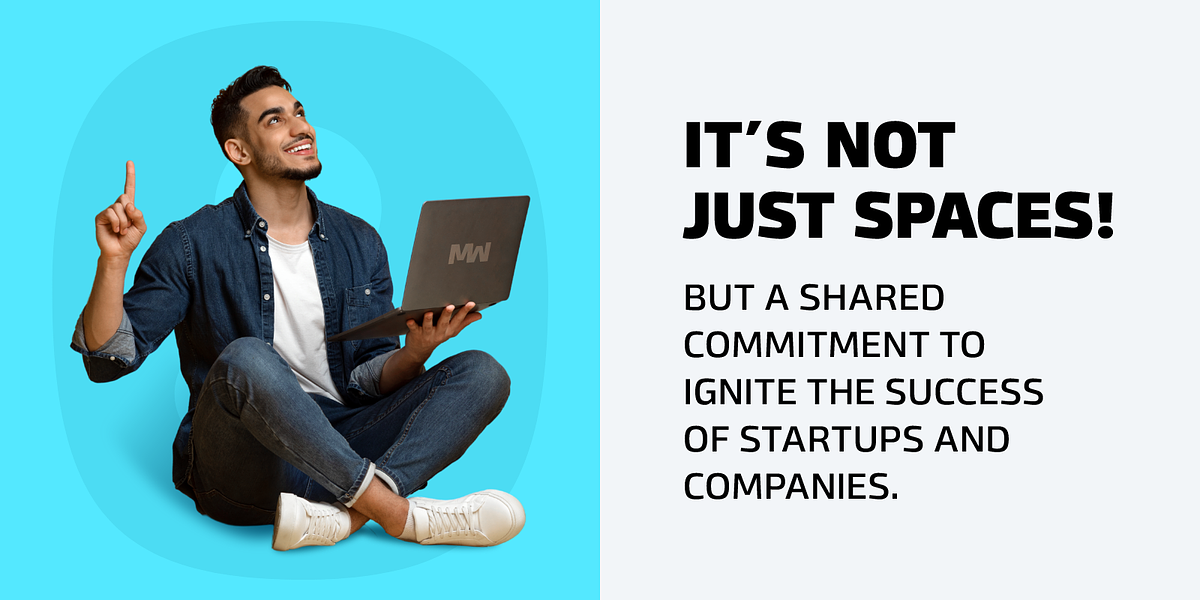 MW
IT'S NOT
JUST SPACES!
BUT A SHARED
COMMITMENT TO
IGNITE THE SUCCESS
OF STARTUPS AND
COMPANIES.